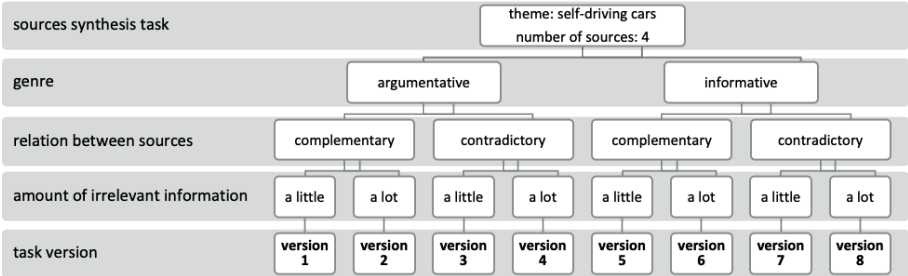 sources synthesis task
theme: self-driving cars
number of sources: 4
genre
argumentative
informative
relation between sources
complementary
contradictory
complementary
contradictory
amount of irrelevant information
a little
a lot
a little
a lot
a little
a lot
a little
a lot
task version
version
1
version
2
version
3
version
4
version
5
version
6
version
7
version
8